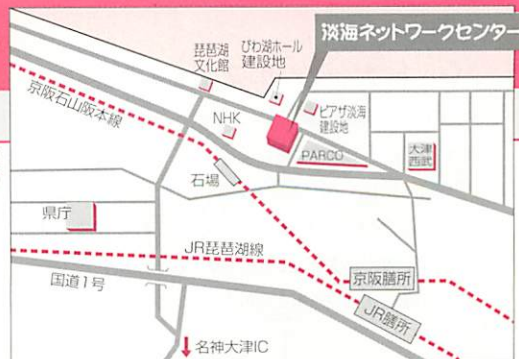 淡海ネットワークセンター
琵琶湖
文化館
びわ湖ホール
建設地
ピアザ淡海
建設地
京阪石山阪本線
NHK
PARCO
大津
西武
石場
県庁
JR琵琶湖線
国道1号
京阪膳所
JR膳所
名神大津IC